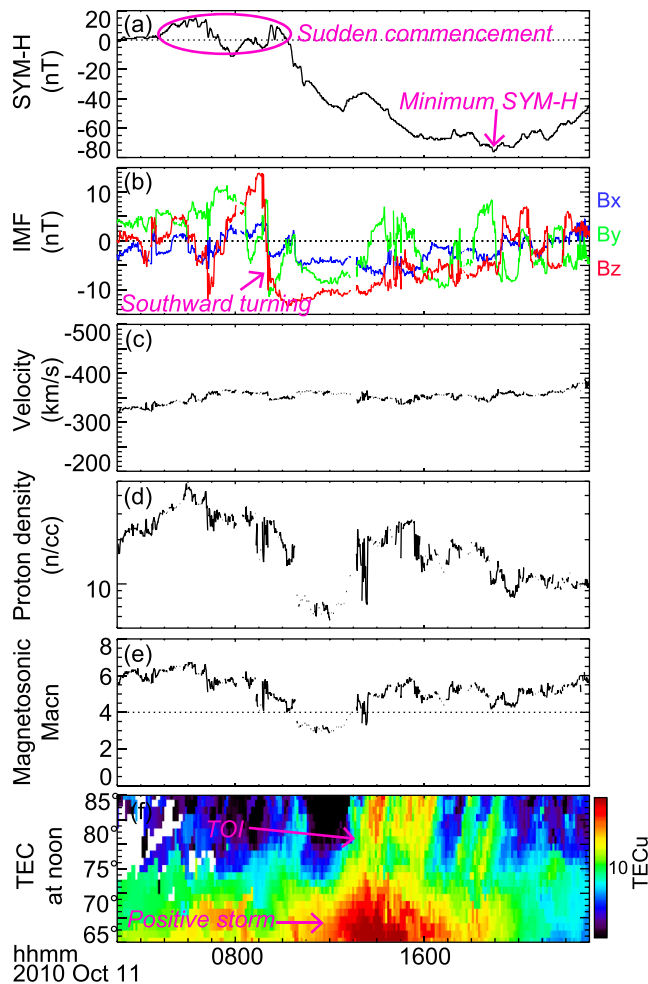 (a)
SYM-H
(nT)
20
0
-20
-40
-60
-80
Sudden commencement
Minimum SYM-H
(b)
IMF
(nT)
10
0
-10
Bx
By
Bz
Southward
turning
(c)
Velocity
(km/s)
-500
-400
-300
-200
(d)
Proton density
(n/cc)
10
(e)
Magnetosonic
Macn
8
6
4
2
0
(f)
TEC
at noon
85°
80°
75°
70°
65°
TOI
Positive storm
10
TECu
hhmm
0800
1600
2010 Oct 11